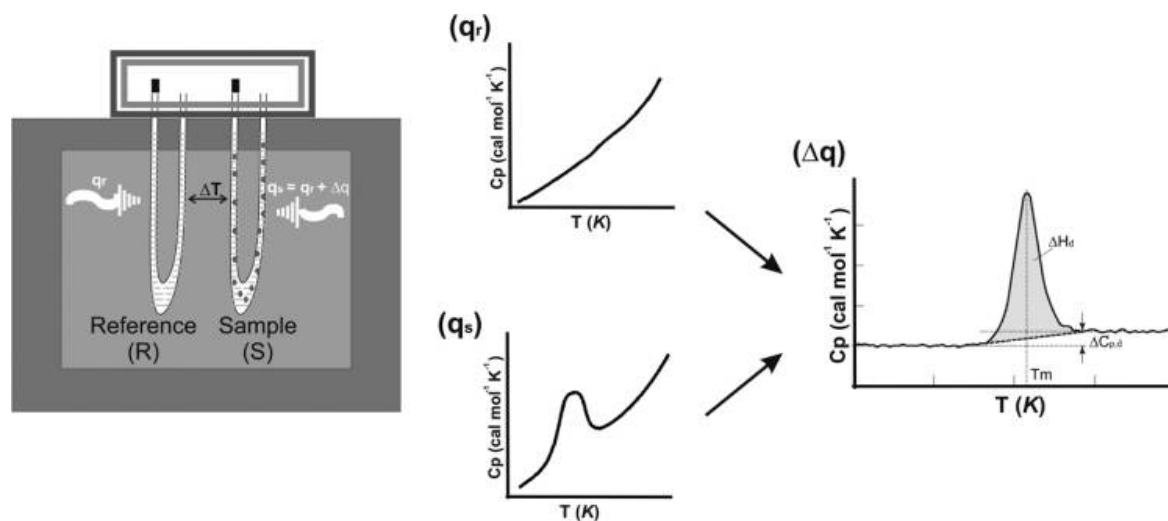 qr
ΔT
qs = qr + Δq
Reference
(R)
Sample
(S)
(qr)
Cp (cal mol⁻¹ K⁻¹)
T (K)
(qs)
Cp (cal mol⁻¹ K⁻¹)
T (K)
(Δq)
Cp (cal mol⁻¹ K⁻¹)
ΔHd
ΔCp,d
Tm
T (K)